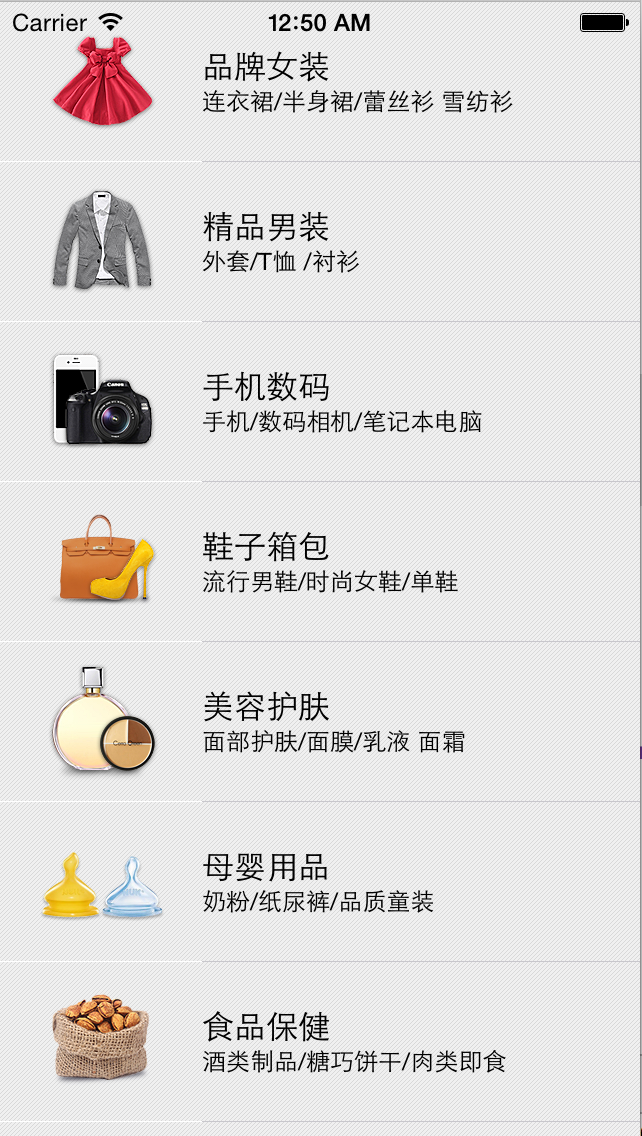 Carrier 12:50 AM
品牌女装
连衣裙/半身裙/蕾丝衫 雪纺衫
精品男装
外套/T恤 /衬衫
Canon
手机数码
手机/数码相机/笔记本电脑
鞋子箱包
流行男鞋/时尚女鞋/单鞋
美容护肤
面部护肤/面膜/乳液 面霜
母婴用品
奶粉/纸尿裤/品质童装
食品保健
酒类制品/糖巧饼干/肉类即食